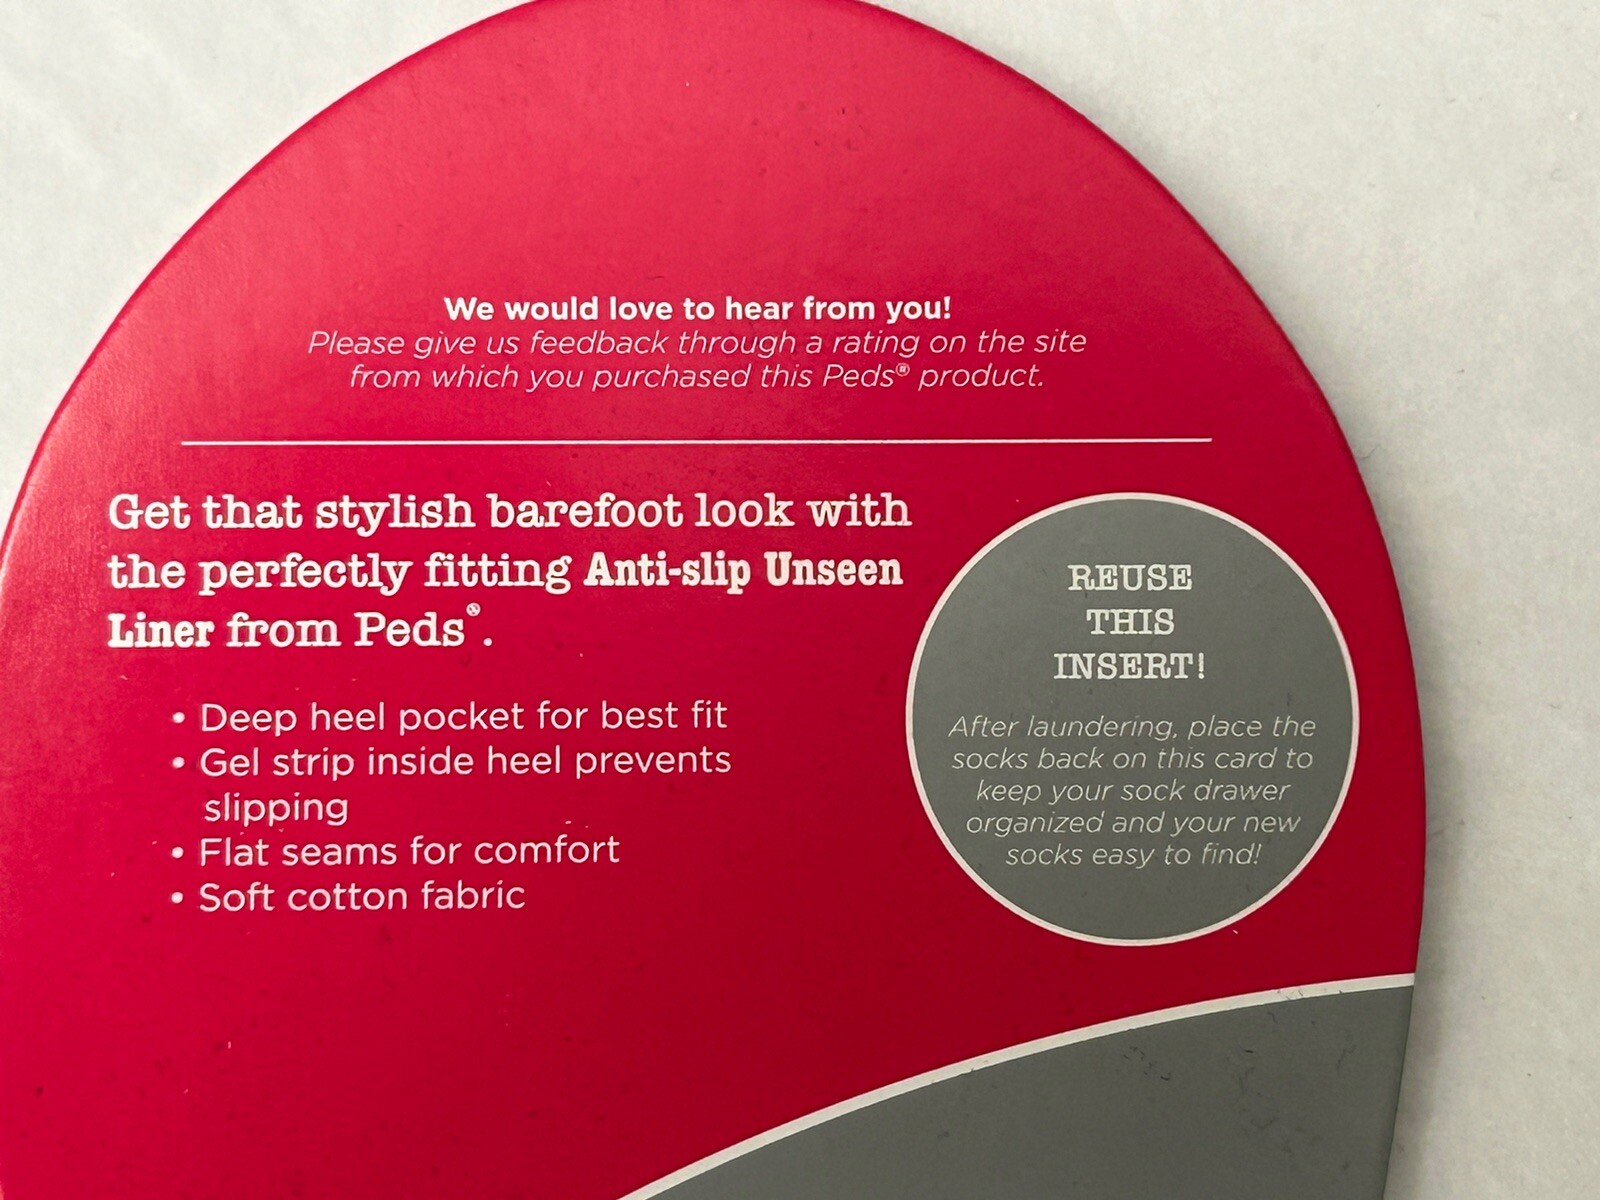 We would love to hear from you!
Please give us feedback through a rating on the site
from which you purchased this Peds® product.
Get that stylish barefoot look with
the perfectly fitting Anti-slip Unseen
Liner from Peds®.
• Deep heel pocket for best fit
• Gel strip inside heel prevents
slipping
• Flat seams for comfort
• Soft cotton fabric
REUSE
THIS
INSERT!
After laundering, place the
socks back on this card to
keep your sock drawer
organized and your new
socks easy to find!